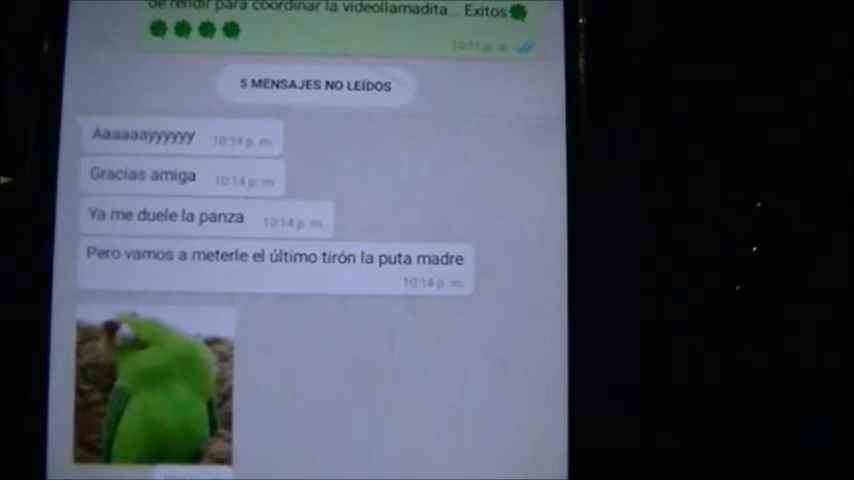 de rendir para coordinar la videollamadita... Exitos🍀
🍀🍀🍀🍀
10:11 p. m.
5 MENSAJES NO LEÍDOS
Aaaaaayyyyyy 10:14 p. m.
Gracias amiga 10:14 p. m.
Ya me duele la panza 10:14 p. m.
Pero vamos a meterle el último tirón la puta madre
10:14 p. m.